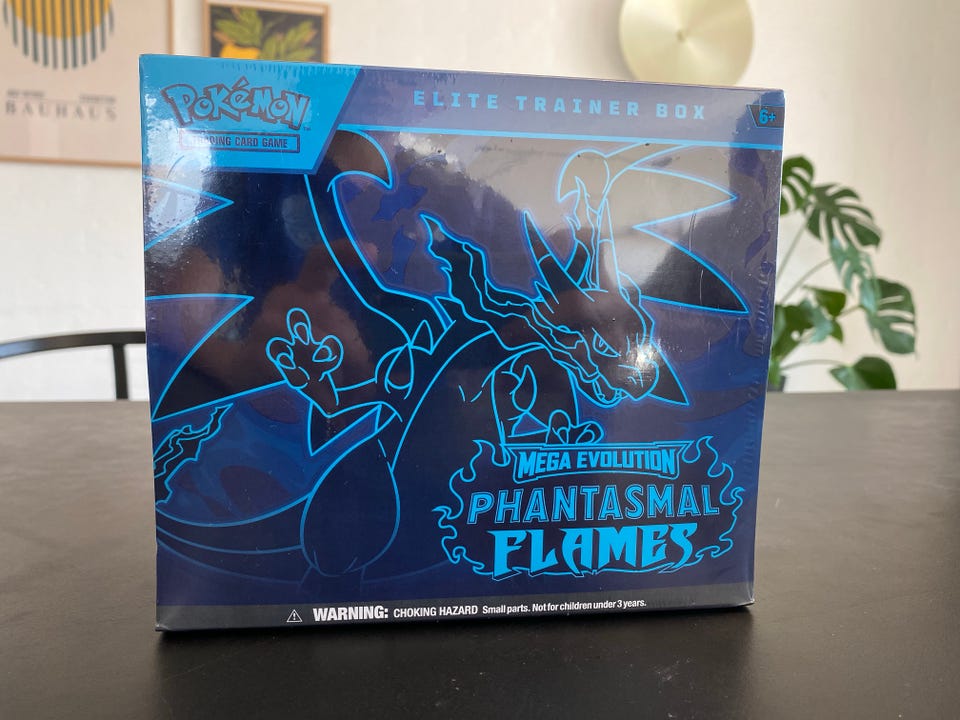 BAUHAUS
POKéMON
TRADING CARD GAME
ELITE TRAINER BOX
6+
MEGA EVOLUTION
PHANTASMAL
FLAMES
WARNING: CHOKING HAZARD Small parts. Not for children under 3 years.